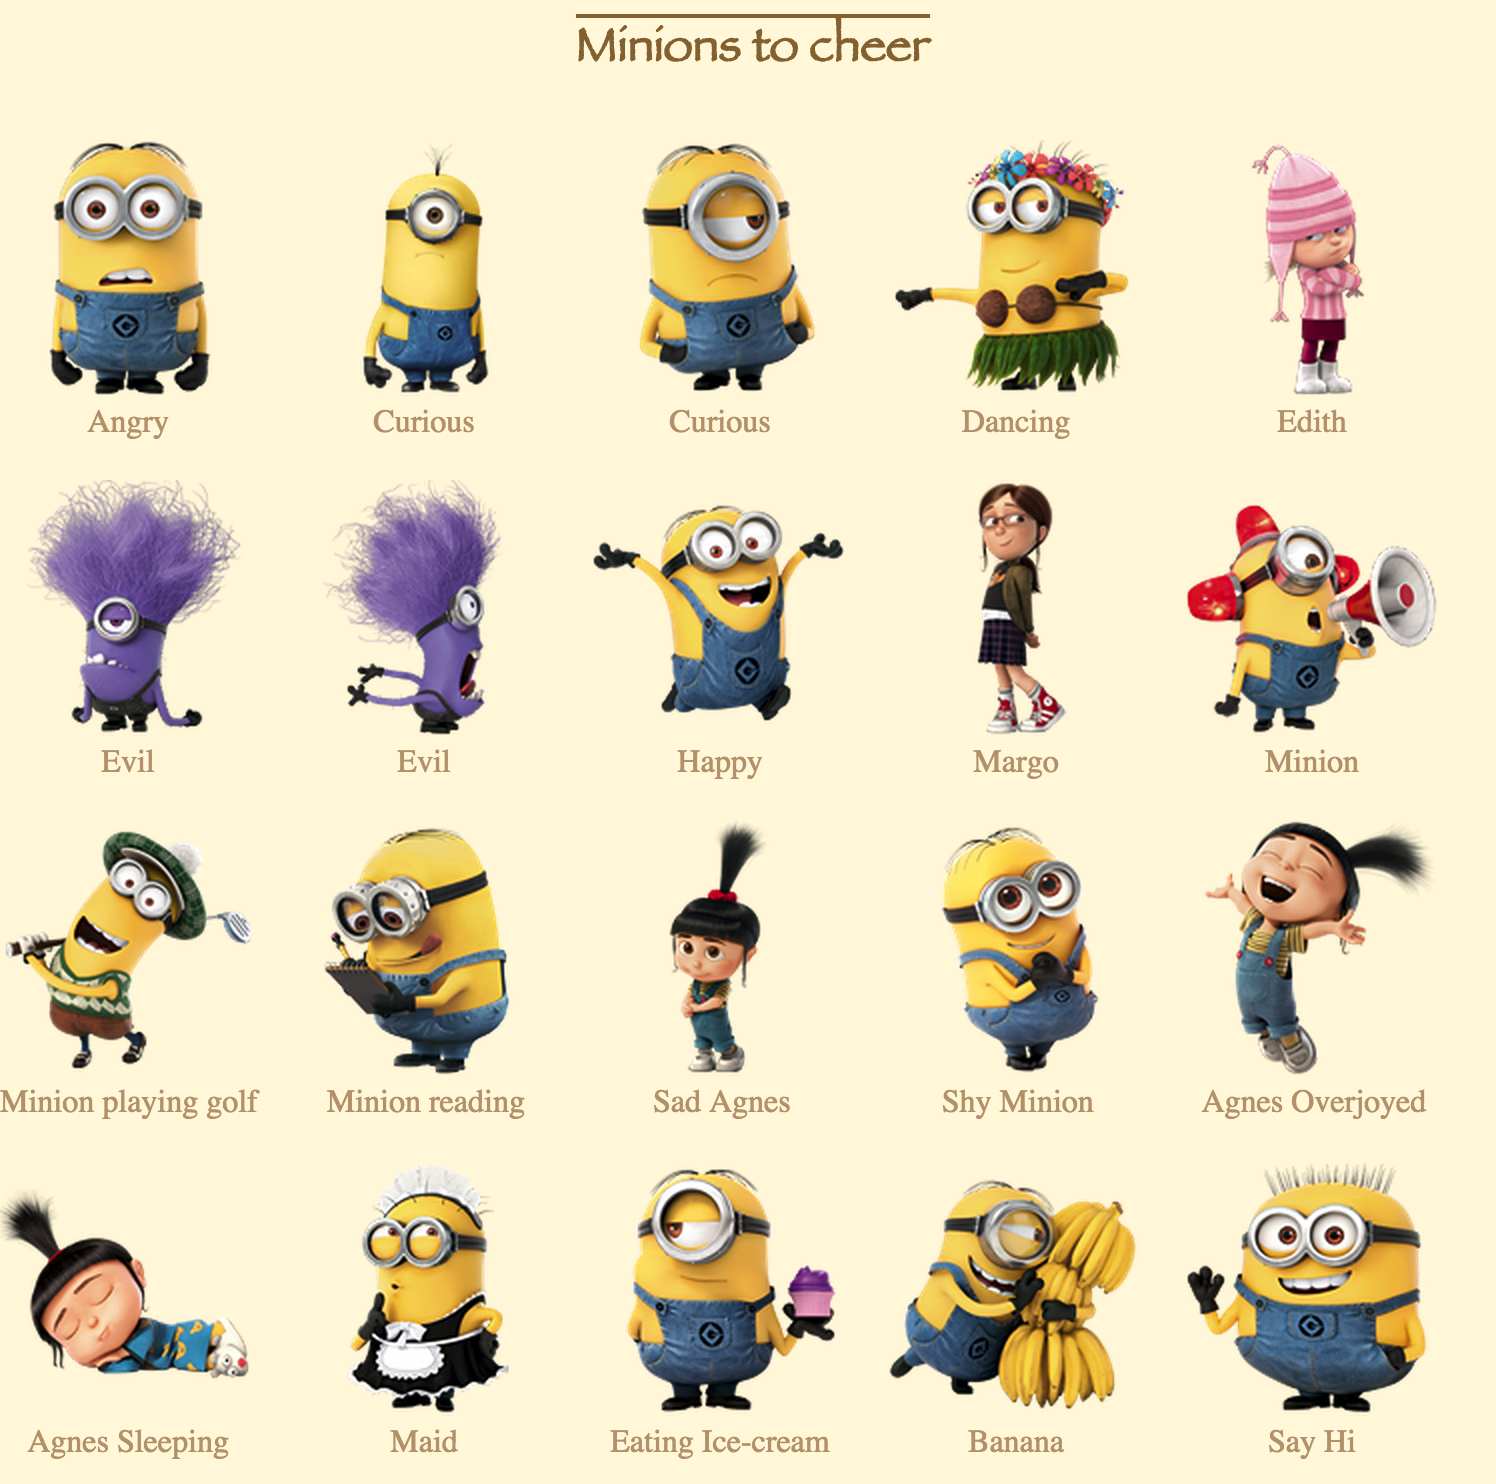 Minions to cheer
Angry
Curious
Curious
Dancing
Edith
Evil
Evil
Happy
Margo
Minion
Minion playing golf
Minion reading
Sad Agnes
Shy Minion
Agnes Overjoyed
Agnes Sleeping
Maid
Eating Ice-cream
Banana
Say Hi